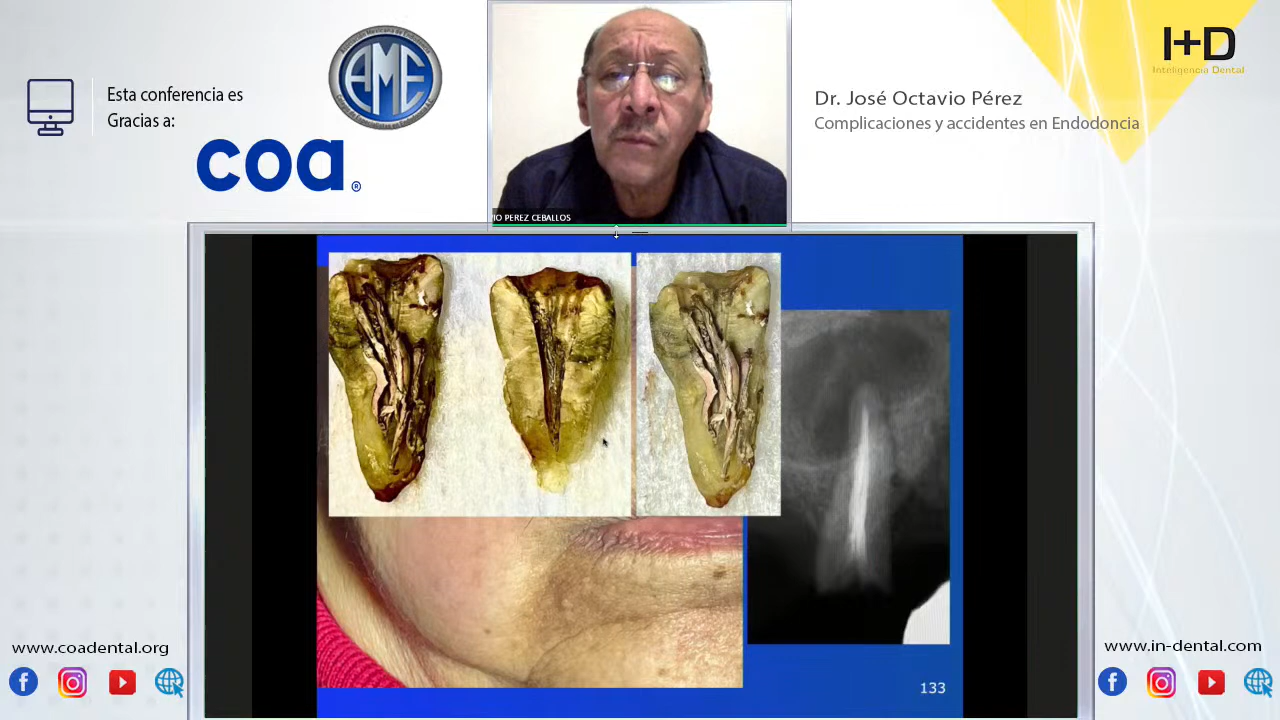 Esta conferencia es
Gracias a:
coa®
AME
IO PEREZ CEBALLOS
Dr. José Octavio Pérez
Complicaciones y accidentes en Endodoncia
I+D
Inteligencia Dental
133
www.coadental.org
www.in-dental.com